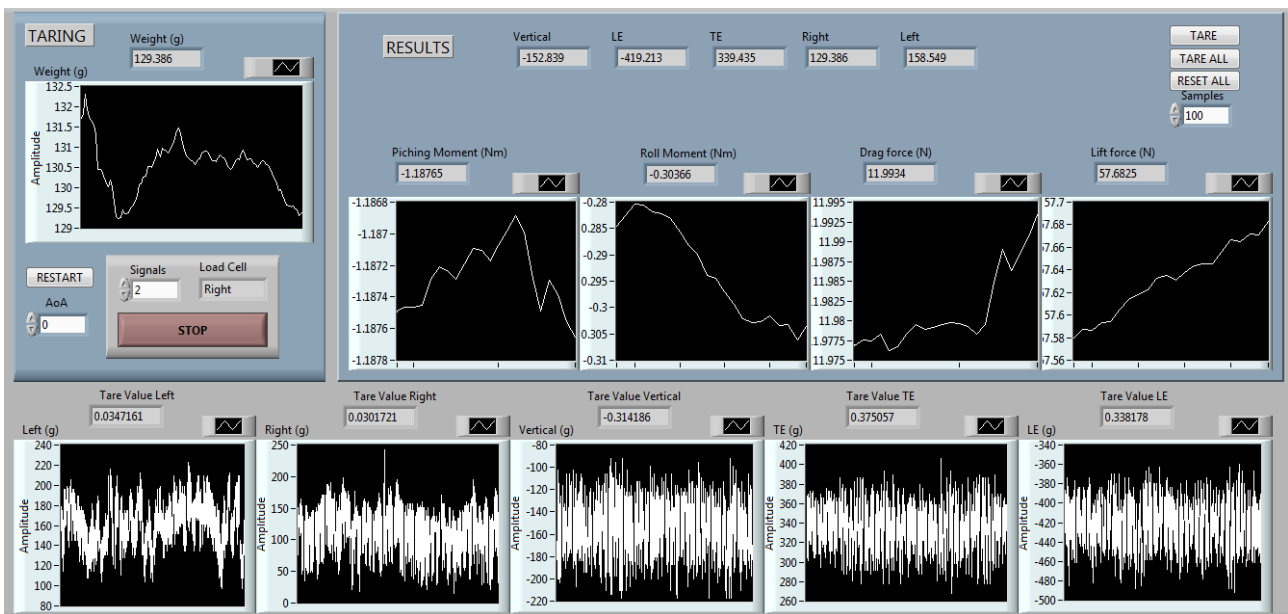 TARING
Weight (g)
129.386
Weight (g)
Amplitude
132.5
132
131.5
131
130.5
130
129.5
129
RESTART
AoA
0
Signals
2
Load Cell
Right
STOP
RESULTS
Vertical
-152.839
LE
-419.213
TE
339.435
Right
129.386
Left
158.549
TARE
TARE ALL
RESET ALL
Samples
100
Piching Moment (Nm)
-1.18765
-1.1868
-1.187
-1.1872
-1.1874
-1.1876
-1.1878
Roll Moment (Nm)
-0.30366
-0.28
0.285
-0.29
0.295
-0.3
0.305
-0.31
Drag force (N)
11.9934
11.995
1.9925
11.99
1.9875
11.985
1.9825
11.98
1.9775
11.975
Lift force (N)
57.6825
57.7
57.68
57.66
57.64
57.62
57.6
57.58
57.56
Tare Value Left
0.0347161
Left (g)
Amplitude
240
220
200
180
160
140
120
100
80
Tare Value Right
0.0301721
Right (g)
Amplitude
250
200
150
100
50
0
Tare Value Vertical
-0.314186
Vertical (g)
Amplitude
-80
-100
-120
-140
-160
-180
-200
-220
Tare Value TE
0.375057
TE (g)
Amplitude
420
400
380
360
340
320
300
280
260
Tare Value LE
0.338178
LE (g)
Amplitude
-340
-360
-380
-400
-420
-440
-460
-480
-500